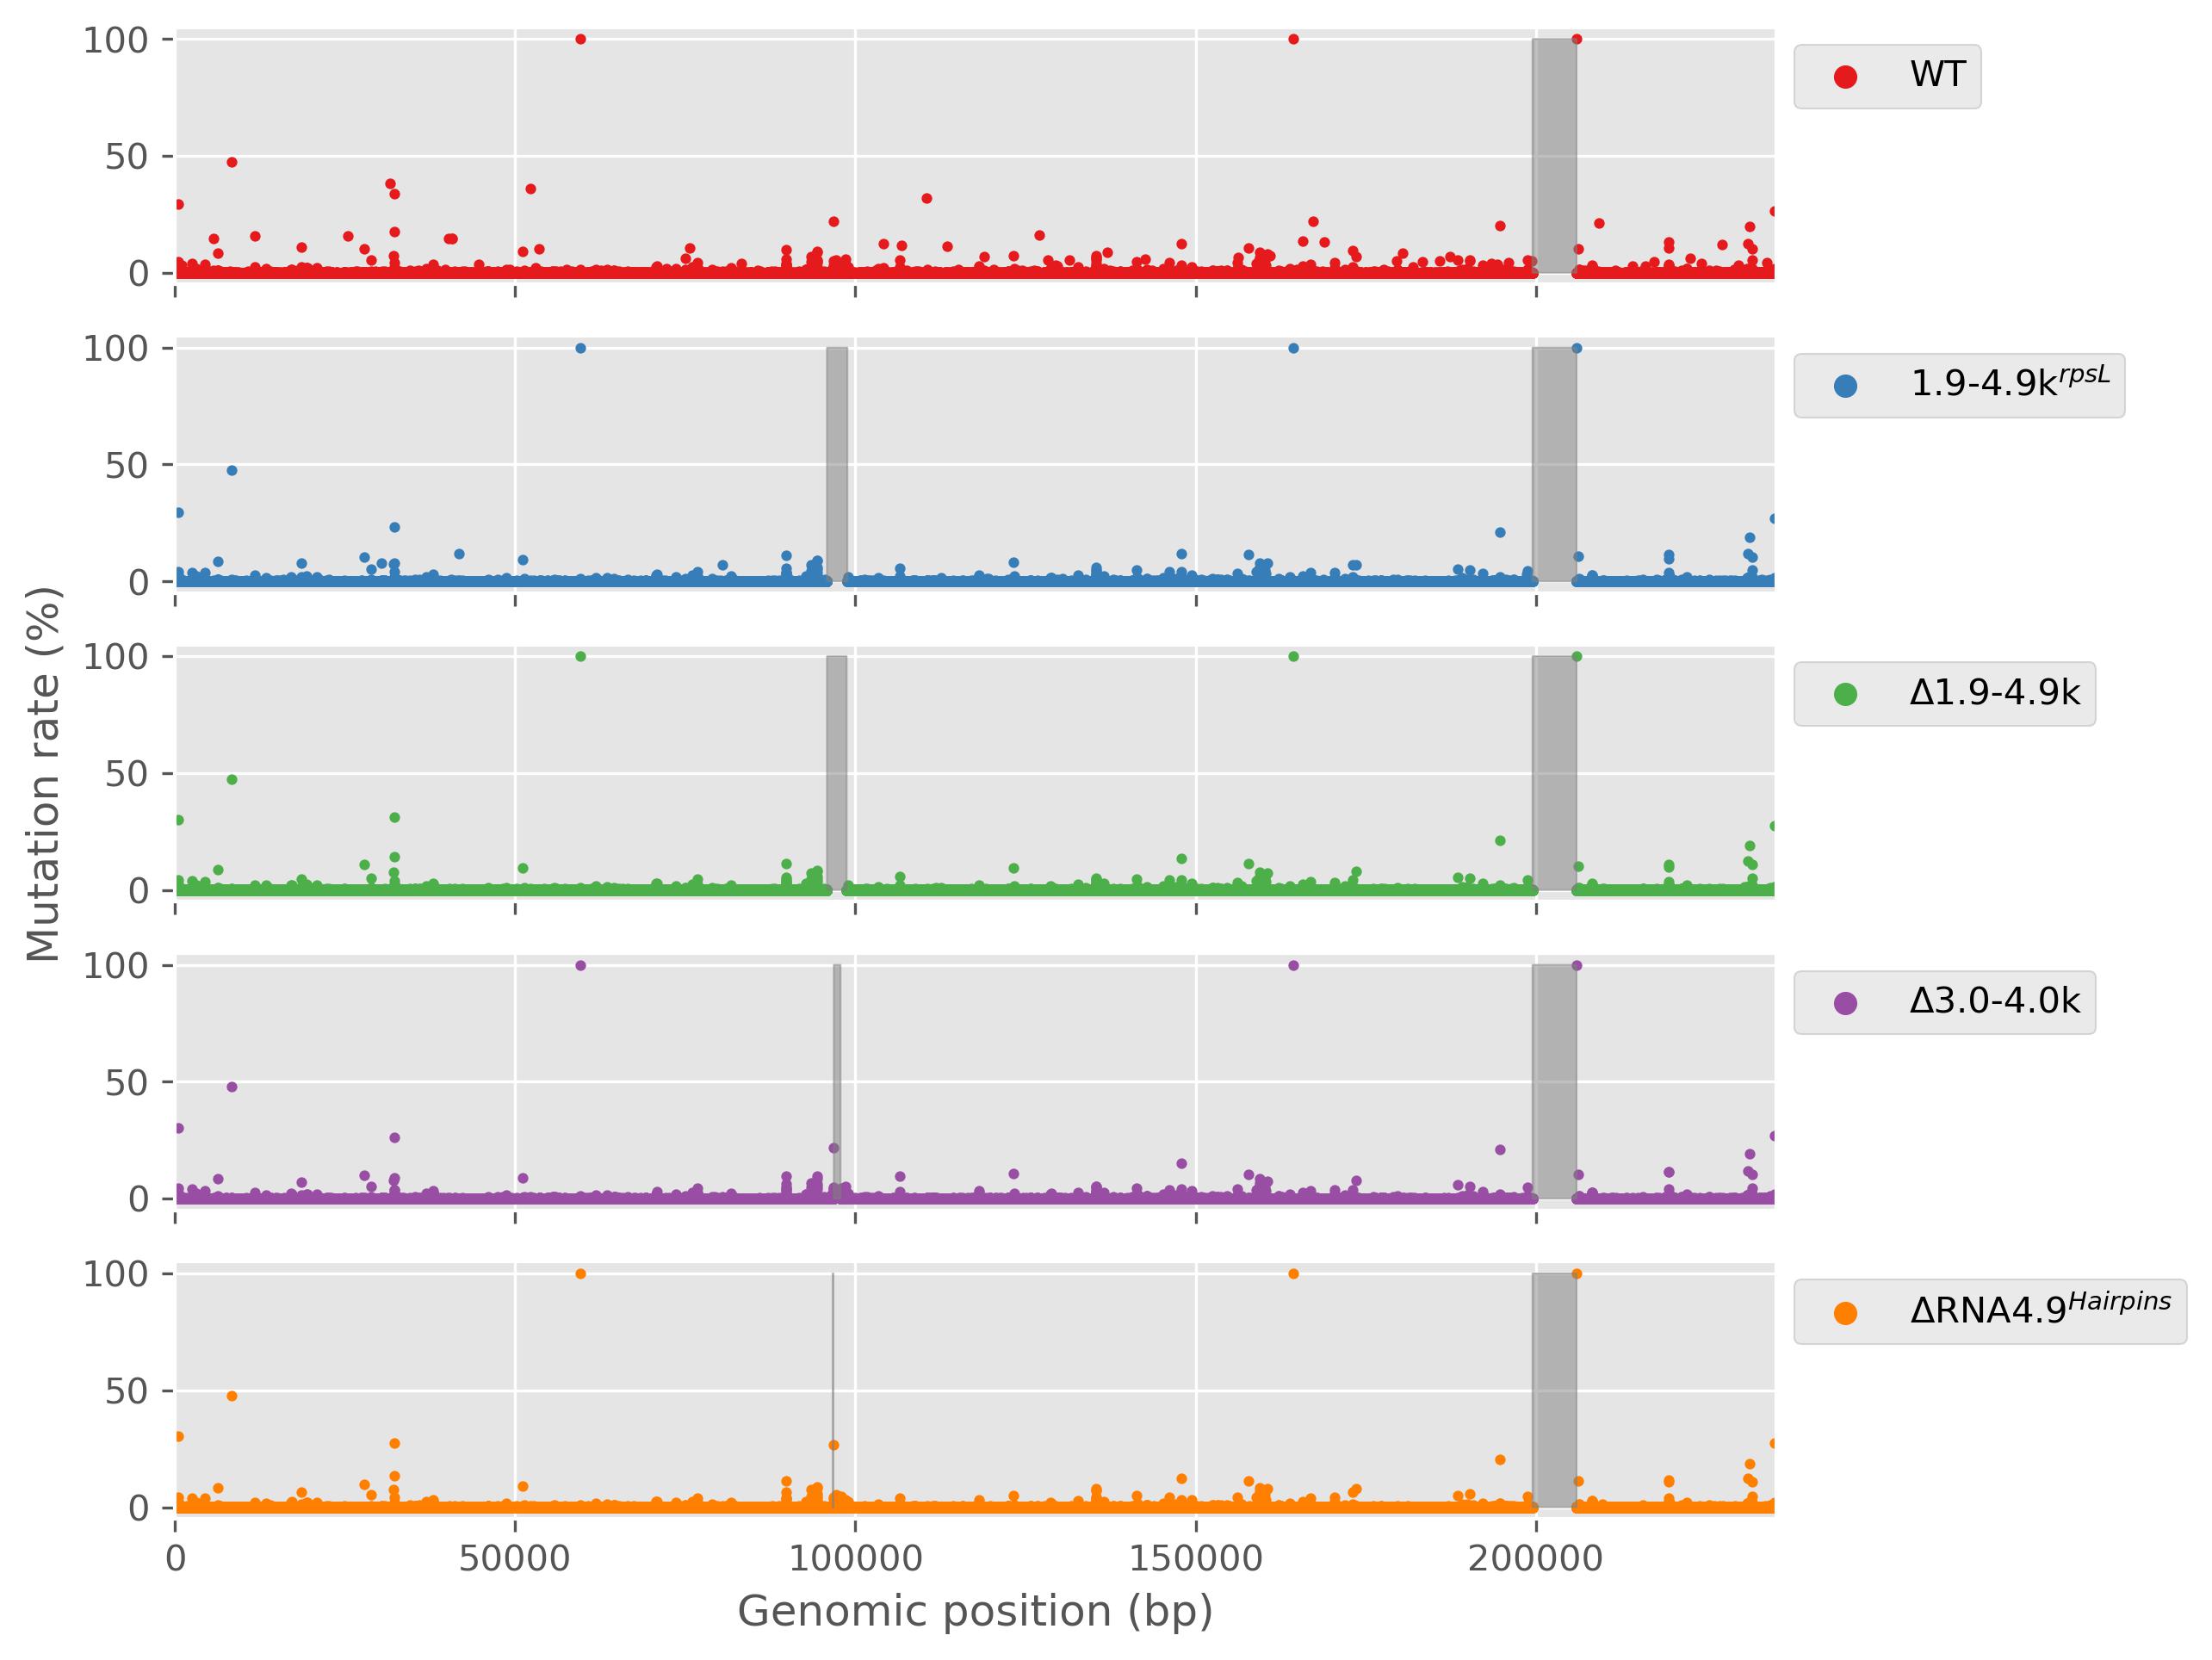 100
50
0
WT
100
50
0
1.9-4.9k^rpsL
100
50
0
Δ1.9-4.9k
100
50
0
Δ3.0-4.0k
100
50
0
ΔRNA4.9^Hairpins
0 50000 100000 150000 200000
Genomic position (bp)
Mutation rate (%)